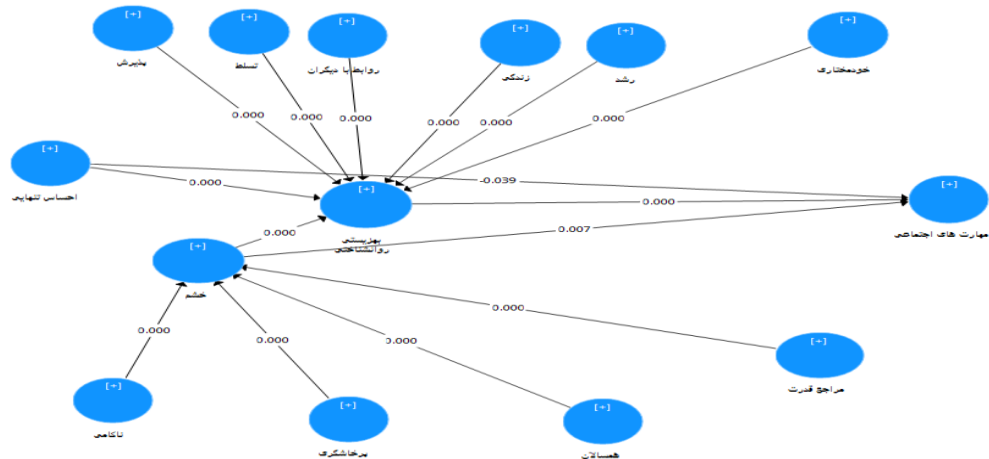 [+]
[+]
[+]
[+]
[+]
[+]
پذیرش
تسلط
روابط با دیگران
زندگی
رشد
خودمختاری
0.000
0.000
0.000
0.000
0.000
0.000
[+]
احساس تنهایی
0.000
-0.039
[+]
بهزیستی
روانشناختی
0.000
[+]
مهارت های اجتماعی
0.000
0.007
[+]
خشم
0.000
0.000
0.000
0.000
[+]
مراجع قدرت
[+]
ناکامی
[+]
پرخاشگری
[+]
همسالان